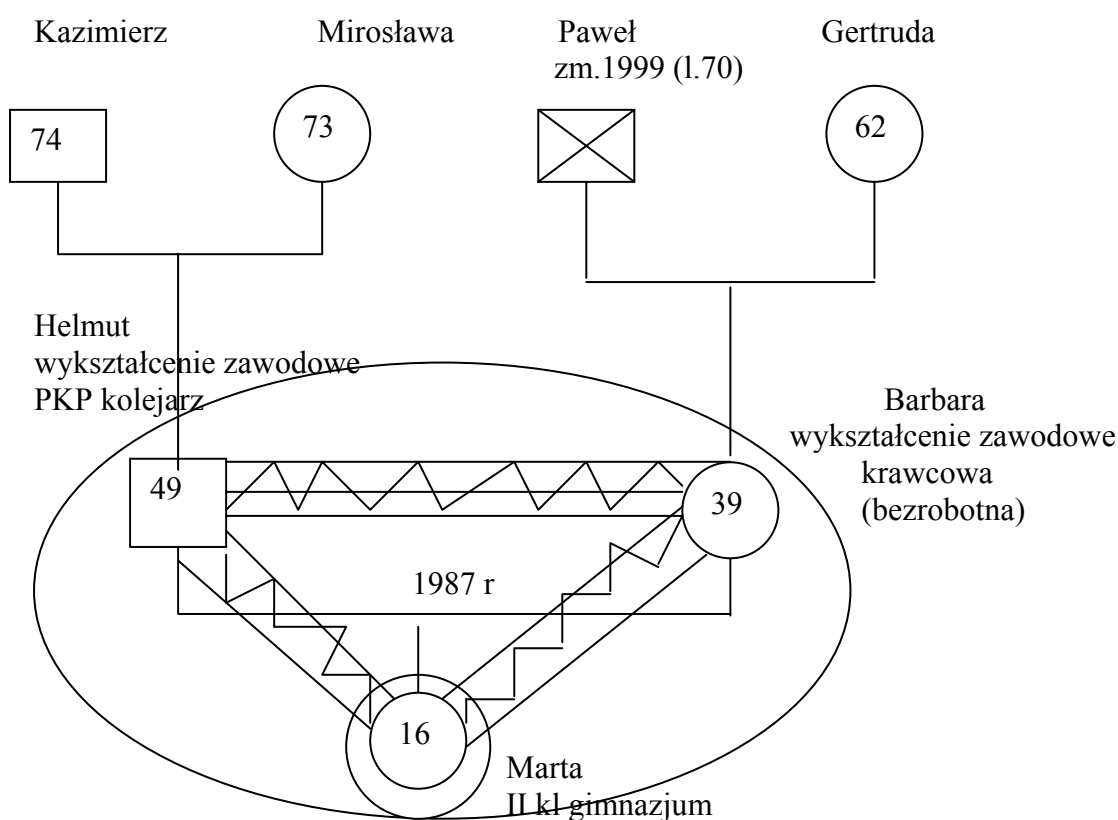 Kazimierz Mirosława Paweł Gertruda
zm.1999 (l.70)
74 73 62
Helmut
wykształcenie zawodowe
PKP kolejarz
Barbara
wykształcenie zawodowe
krawcowa
(bezrobotna)
49 39
1987 r
16
Marta
II kl gimnazjum